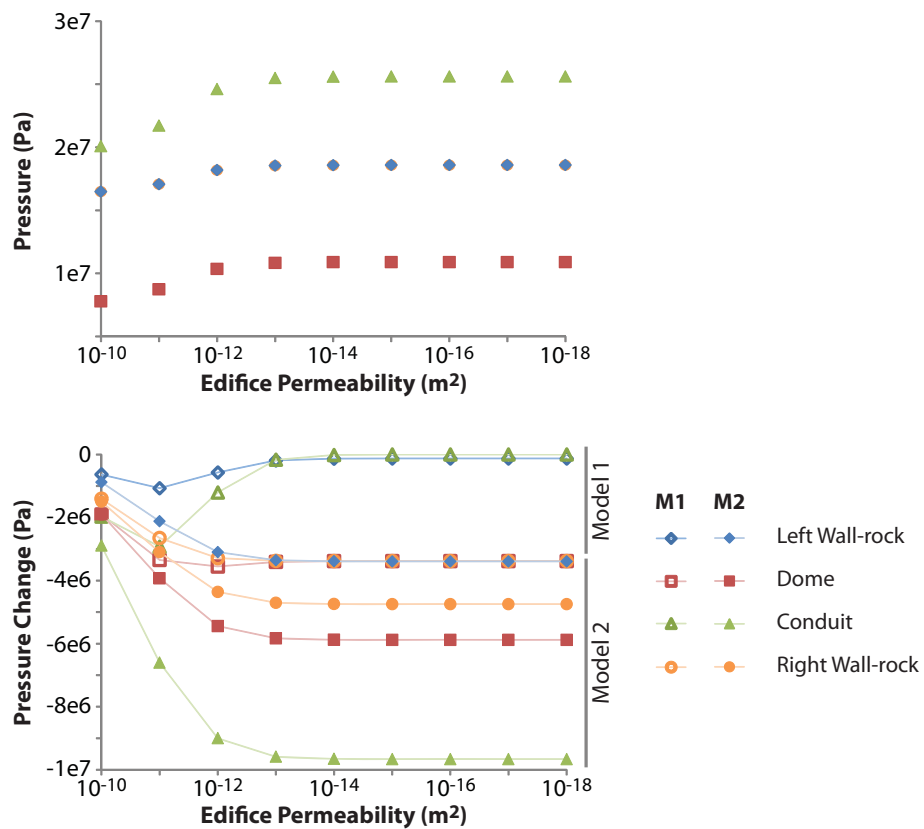 3e7
2e7
1e7
Pressure (Pa)
10-10 10-12 10-14 10-16 10-18
Edifice Permeability (m2)
0
-2e6
-4e6
-6e6
-8e6
-1e7
Pressure Change (Pa)
10-10 10-12 10-14 10-16 10-18
Edifice Permeability (m2)
Model 1
Model 2
M1 M2
Left Wall-rock
Dome
Conduit
Right Wall-rock